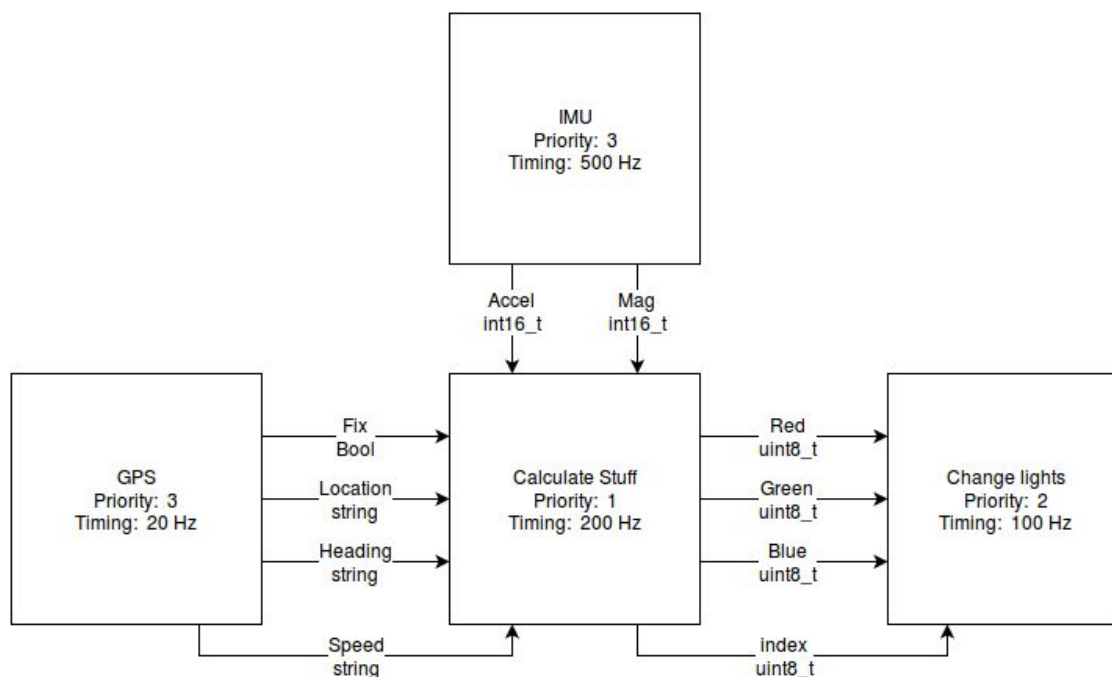 IMU
Priority: 3
Timing: 500 Hz
Accel
int16_t
Mag
int16_t
GPS
Priority: 3
Timing: 20 Hz
Fix
Bool
Location
string
Heading
string
Speed
string
Calculate Stuff
Priority: 1
Timing: 200 Hz
Red
uint8_t
Green
uint8_t
Blue
uint8_t
index
uint8_t
Change lights
Priority: 2
Timing: 100 Hz